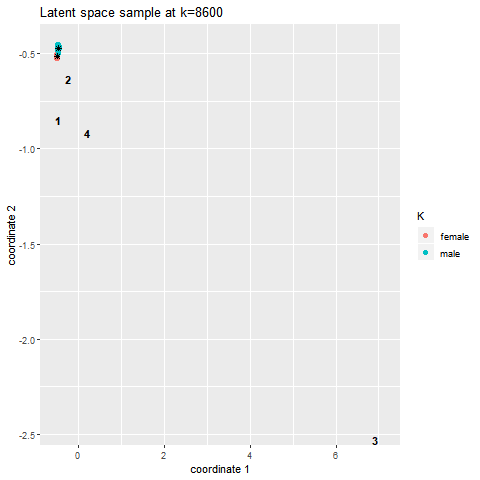 Latent space sample at k=8600
-0.5
2
1
4
-1.0
-1.5
-2.0
-2.5
3
0
2
4
6
coordinate 1
coordinate 2
K
female
male